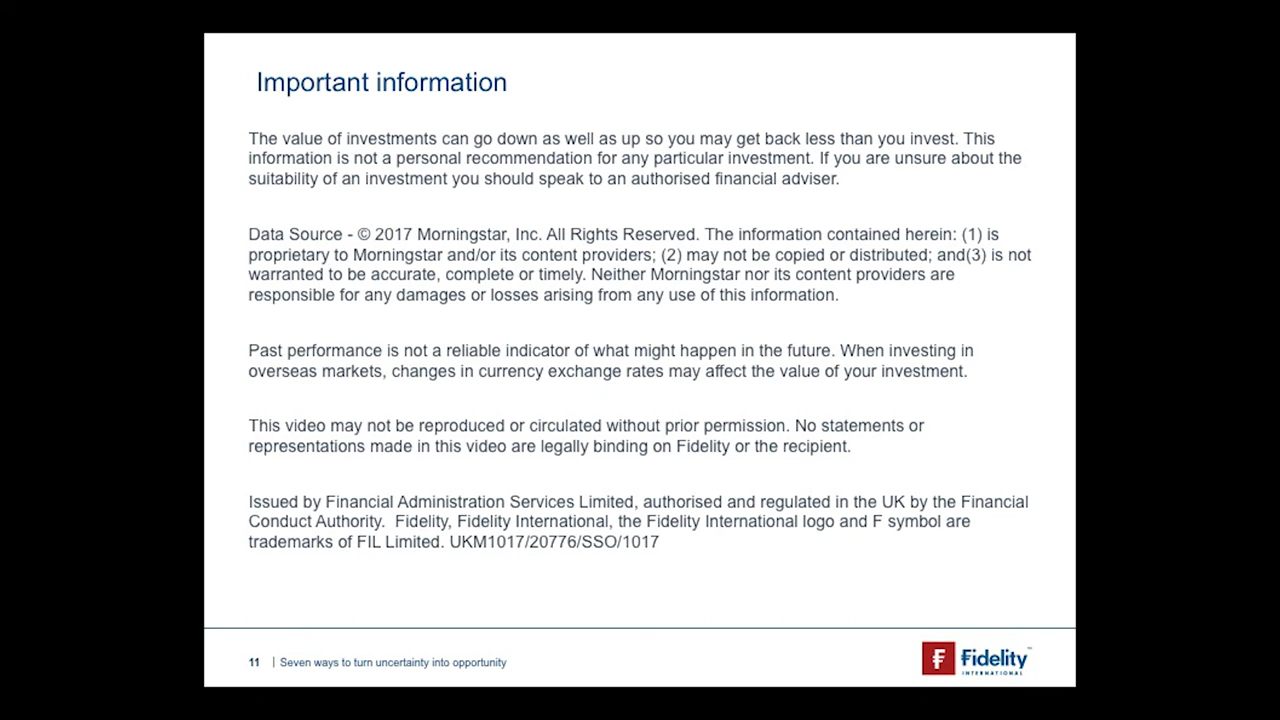 Important information
The value of investments can go down as well as up so you may get back less than you invest. This
information is not a personal recommendation for any particular investment. If you are unsure about the
suitability of an investment you should speak to an authorised financial adviser.
Data Source - © 2017 Morningstar, Inc. All Rights Reserved. The information contained herein: (1) is
proprietary to Morningstar and/or its content providers; (2) may not be copied or distributed; and(3) is not
warranted to be accurate, complete or timely. Neither Morningstar nor its content providers are
responsible for any damages or losses arising from any use of this information.
Past performance is not a reliable indicator of what might happen in the future. When investing in
overseas markets, changes in currency exchange rates may affect the value of your investment.
This video may not be reproduced or circulated without prior permission. No statements or
representations made in this video are legally binding on Fidelity or the recipient.
Issued by Financial Administration Services Limited, authorised and regulated in the UK by the Financial
Conduct Authority.  Fidelity, Fidelity International, the Fidelity International logo and F symbol are
trademarks of FIL Limited. UKM1017/20776/SSO/1017
11 | Seven ways to turn uncertainty into opportunity
F Fidelity™
INTERNATIONAL